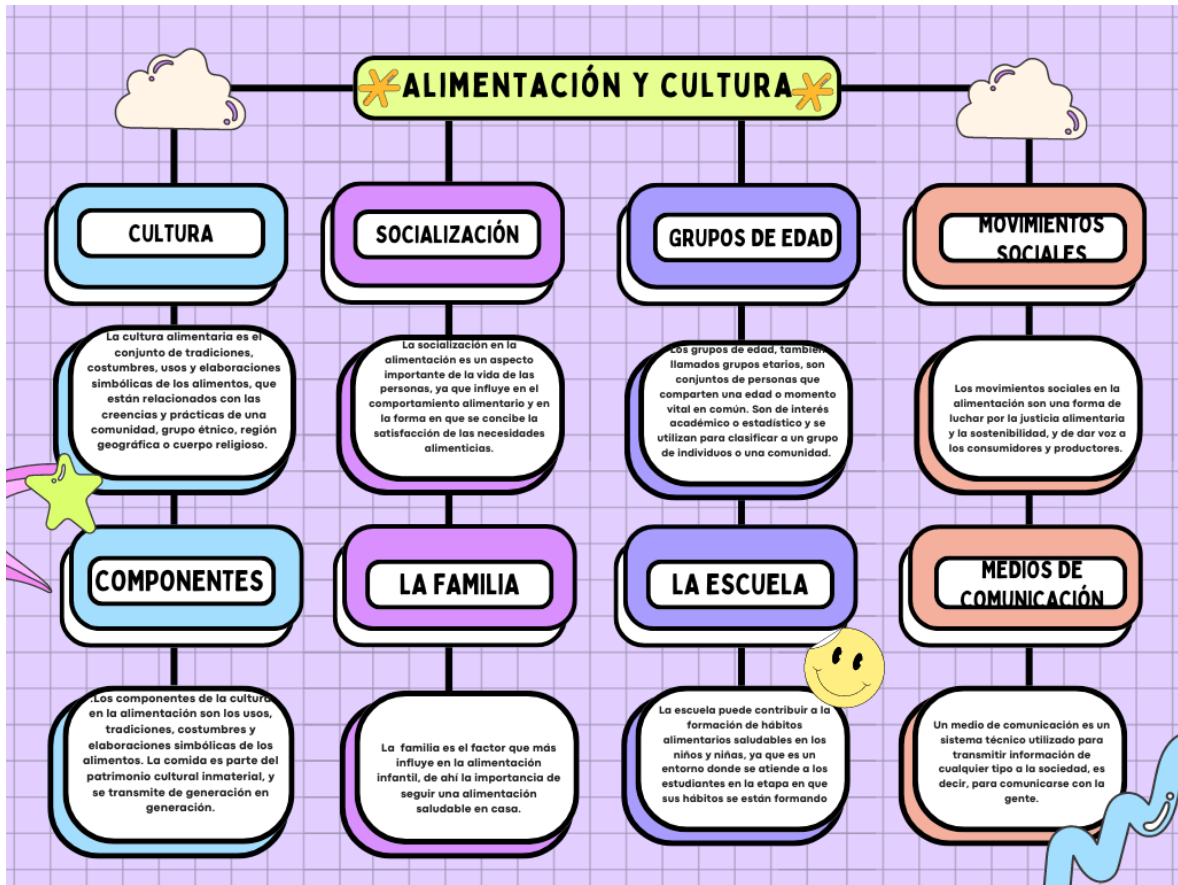 ALIMENTACIÓN Y CULTURA
CULTURA
La cultura alimentaria es el
conjunto de tradiciones,
costumbres, usos y elaboraciones
simbólicas de los alimentos, que
están relacionados con las
creencias y prácticas de una
comunidad, grupo étnico, región
geográfica o cuerpo religioso.
COMPONENTES
.Los componentes de la cultura
en la alimentación son los usos,
tradiciones, costumbres y
elaboraciones simbólicas de los
alimentos. La comida es parte del
patrimonio cultural inmaterial, y
se transmite de generación en
generación.
SOCIALIZACIÓN
La socialización en la
alimentación es un aspecto
importante de la vida de las
personas, ya que influye en el
comportamiento alimentario y en
la forma en que se concibe la
satisfacción de las necesidades
alimenticias.
LA FAMILIA
La familia es el factor que más
influye en la alimentación
infantil, de ahí la importancia de
seguir una alimentación
saludable en casa.
GRUPOS DE EDAD
Los grupos de edad, también
llamados grupos etarios, son
conjuntos de personas que
comparten una edad o momento
vital en común. Son de interés
académico o estadístico y se
utilizan para clasificar a un grupo
de individuos o una comunidad.
LA ESCUELA
La escuela puede contribuir a la
formación de hábitos
alimentarios saludables en los
niños y niñas, ya que es un
entorno donde se atiende a los
estudiantes en la etapa en que
sus hábitos se están formando
MOVIMIENTOS
SOCIALES
Los movimientos sociales en la
alimentación son una forma de
luchar por la justicia alimentaria
y la sostenibilidad, y de dar voz a
los consumidores y productores.
MEDIOS DE
COMUNICACIÓN
Un medio de comunicación es un
sistema técnico utilizado para
transmitir información de
cualquier tipo a la sociedad, es
decir, para comunicarse con la
gente.